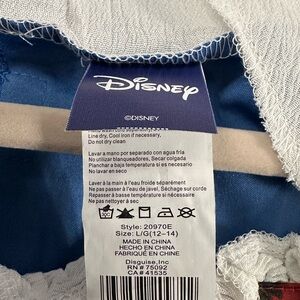 Disney
©DISNEY
Line dry, Cool iron if necessary,
Do not dry clean
Lavar a mano por separado con agua fría
No utilizar blanqueadores, Secar colgada
Planchar a baja temperatura si es necesario
No lavar en seco
Laver à la main à l'eau froide séparément
Ne pas passer à l'eau de javel, Séchage sur corde
Repasser à basse température si nécessaire
Ne pas nettoyer à sec
Style: 20970E
Size: L/G(12-14)
MADE IN CHINA
HECHO EN CHINA
FABRIQUÉ EN CHINE
Disguise, Inc
RN# 75092
CA# 41535